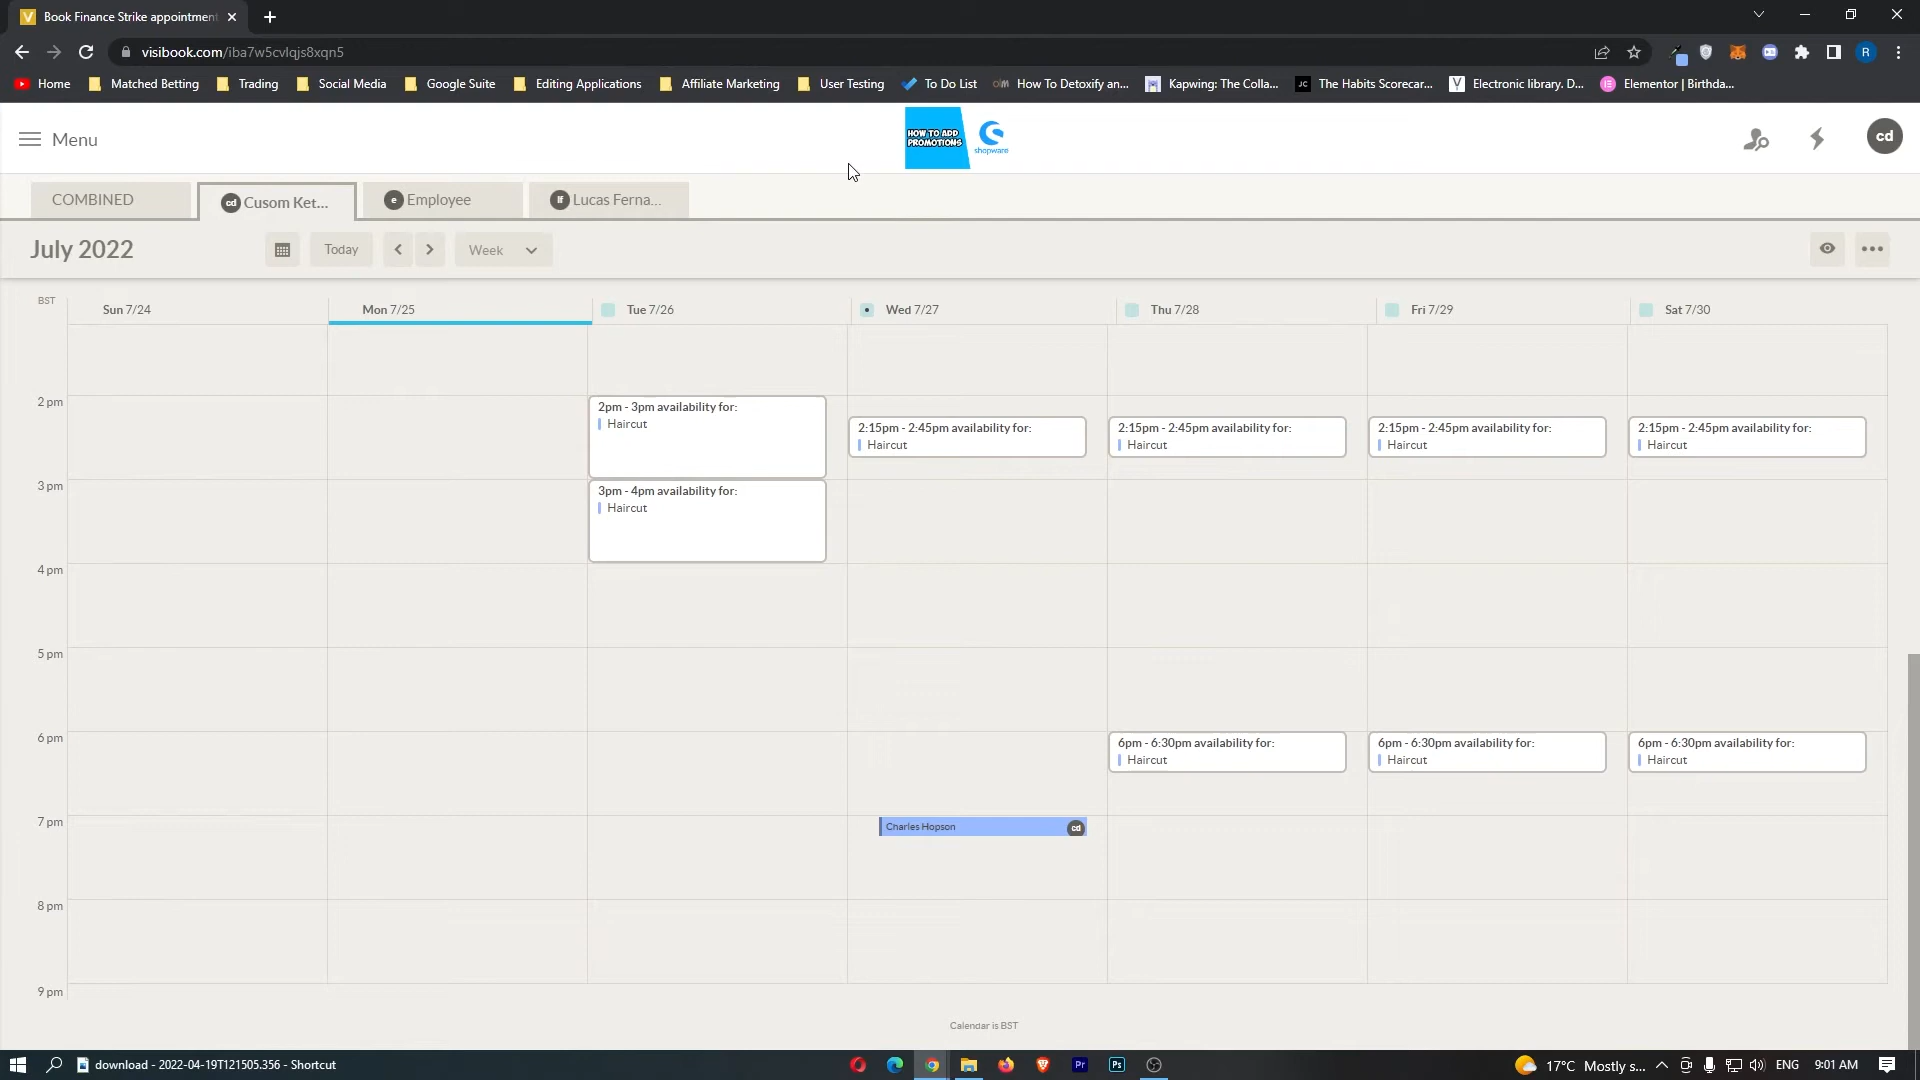 Book Finance Strike appointment
visibook.com/iba7w5cvlqjs8xqn5
R
Home
Matched Betting
Trading
Social Media
Google Suite
Editing Applications
Affiliate Marketing
User Testing
To Do List
How To Detoxify an...
Kapwing: The Colla...
JC
The Habits Scorecar...
Electronic library. D...
Elementor | Birthda...
Menu
HOW TO ADD
PROMOTIONS
shopware
cd
COMBINED
cd Cusom Ket...
e Employee
lf Lucas Ferna...
July 2022
Today
Week
BST
Sun 7/24
Mon 7/25
Tue 7/26
Wed 7/27
Thu 7/28
Fri 7/29
Sat 7/30
2 pm
2pm - 3pm availability for:
Haircut
2:15pm - 2:45pm availability for:
Haircut
2:15pm - 2:45pm availability for:
Haircut
2:15pm - 2:45pm availability for:
Haircut
2:15pm - 2:45pm availability for:
Haircut
3 pm
3pm - 4pm availability for:
Haircut
4 pm
5 pm
6 pm
6pm - 6:30pm availability for:
Haircut
6pm - 6:30pm availability for:
Haircut
6pm - 6:30pm availability for:
Haircut
7 pm
Charles Hopson
cd
8 pm
9 pm
Calendar is BST
download - 2022-04-19T121505.356 - Shortcut
Pr
Ps
17°C Mostly s...
ENG
9:01 AM